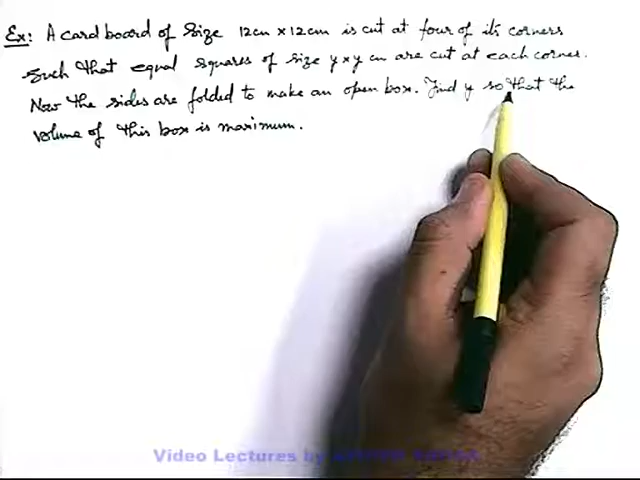 Ex: A card board of size 12cm × 12cm is cut at four of its corners
such that equal squares of size y × y cm are cut at each corner.
Now the sides are folded to make an open box. Find y so that the
volume of this box is maximum.
Video Lectures by